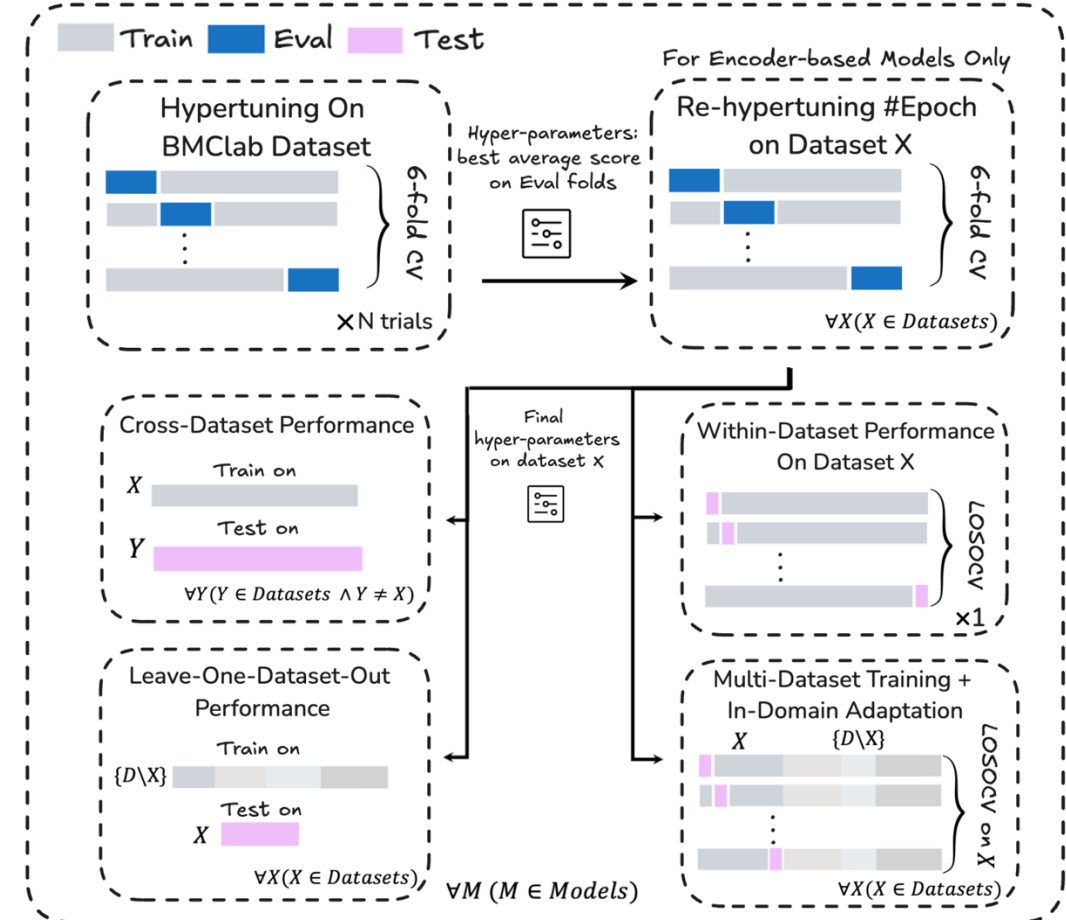 Train Eval Test
For Encoder-based Models Only
Hypertuning On
BMClab Dataset
6-fold CV
×N trials
Hyper-parameters:
best average score
on Eval folds
Re-hypertuning #Epoch
on Dataset X
6-fold CV
∀X(X ∈ Datasets)
Cross-Dataset Performance
Train on
X
Test on
Y
∀Y(Y ∈ Datasets ∧ Y ≠ X)
Final
hyper-parameters
on dataset X
Within-Dataset Performance
On Dataset X
LOSOCV
×1
Leave-One-Dataset-Out
Performance
Train on
{D\X}
Test on
X
∀X(X ∈ Datasets)
Multi-Dataset Training +
In-Domain Adaptation
X {D\X}
LOSOCV on X
∀X(X ∈ Datasets)
∀M (M ∈ Models)